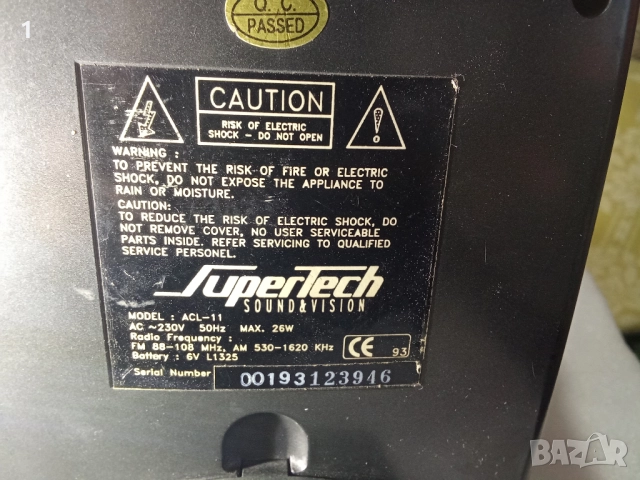 1
Q.C.
PASSED
CAUTION
RISK OF ELECTRIC
SHOCK - DO NOT OPEN
WARNING :
TO PREVENT THE RISK OF FIRE OR ELECTRIC
SHOCK, DO NOT EXPOSE THE APPLIANCE TO
RAIN OR MOISTURE.
CAUTION:
TO REDUCE THE RISK OF ELECTRIC SHOCK, DO
NOT REMOVE COVER, NO USER SERVICEABLE
PARTS INSIDE. REFER SERVICING TO QUALIFIED
SERVICE PERSONEL.
SuperTech
SOUND&VISION
MODEL : ACL-11
AC ~230V 50Hz MAX. 26W
Radio Frequency :
FM 88-108 MHz, AM 530-1620 KHz
Battery : 6V L1325
CE 93
Serial Number 00193123946
BAZAR